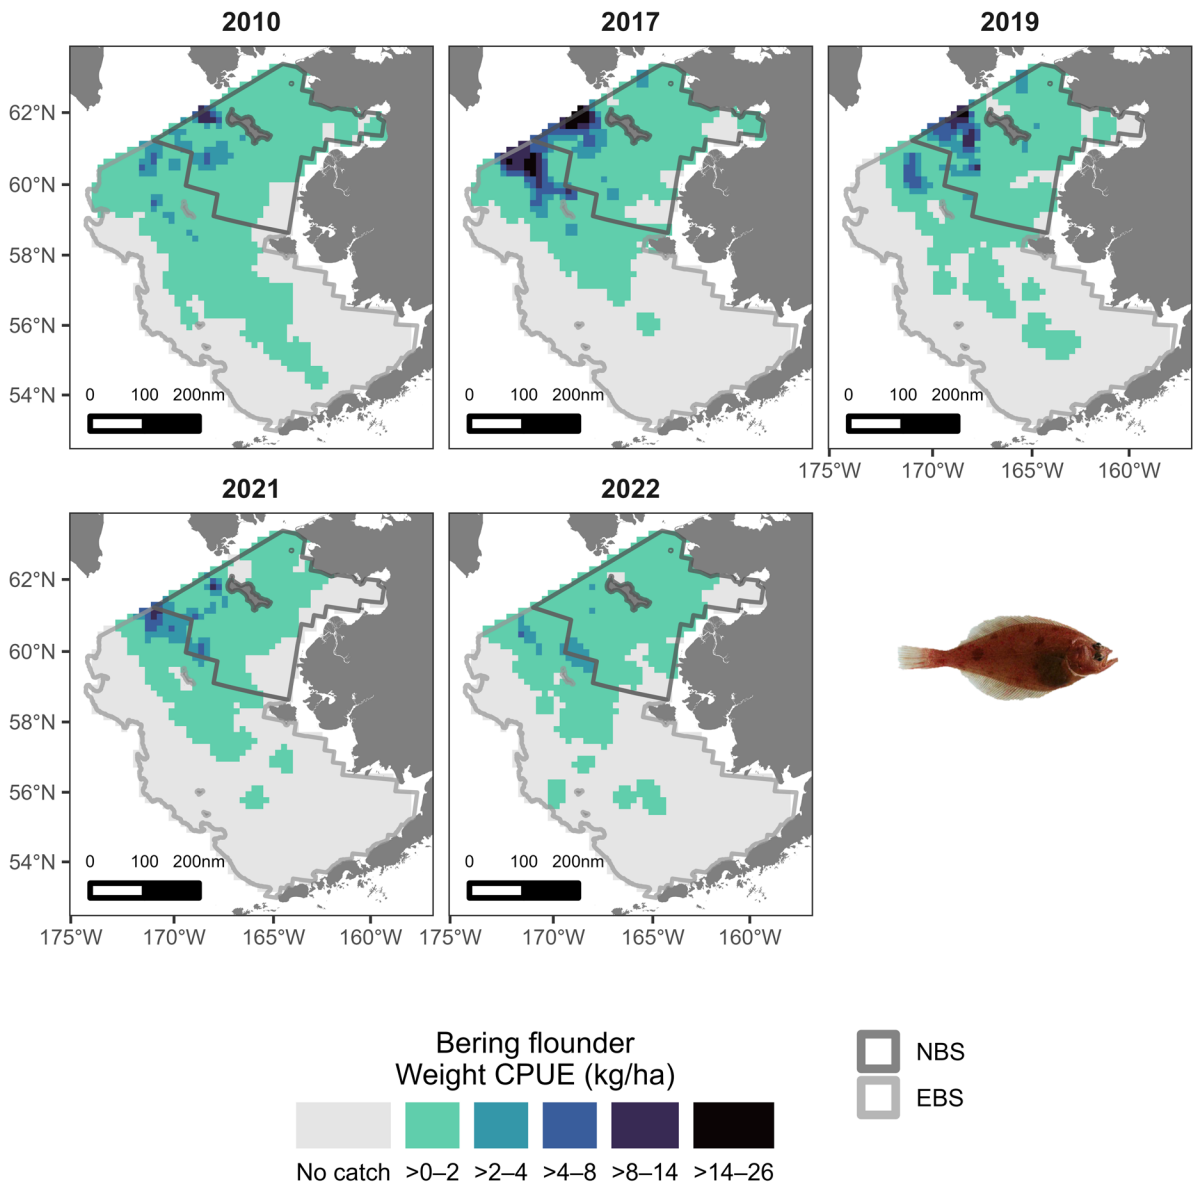 2010
2017
2019
62°N
60°N
58°N
56°N
54°N
0 100 200nm
0 100 200nm
0 100 200nm
175°W 170°W 165°W 160°W
2021
2022
62°N
60°N
58°N
56°N
54°N
0 100 200nm
0 100 200nm
175°W 170°W 165°W 160°W
175°W 170°W 165°W 160°W
Bering flounder
Weight CPUE (kg/ha)
No catch >0–2 >2–4 >4–8 >8–14 >14–26
NBS
EBS